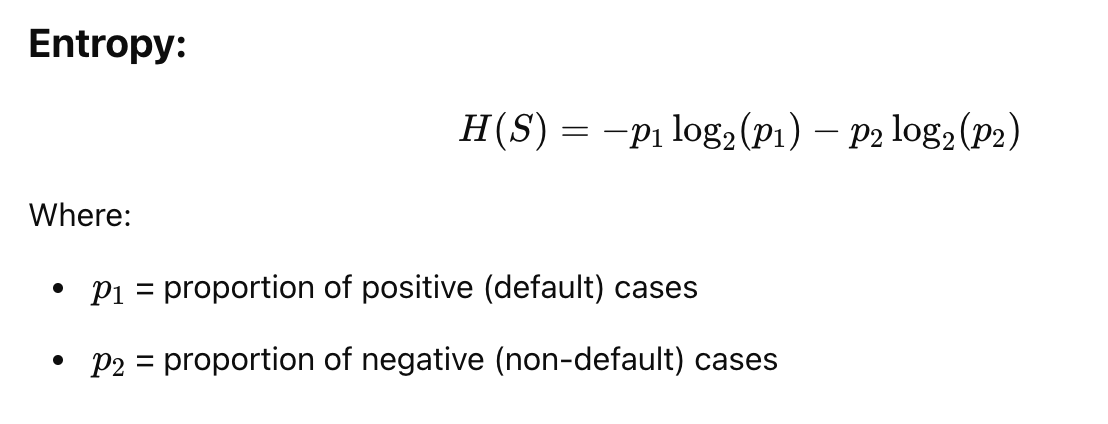 Entropy:
H(S) = −p₁ log₂(p₁) − p₂ log₂(p₂)
Where:
• p₁ = proportion of positive (default) cases
• p₂ = proportion of negative (non-default) cases